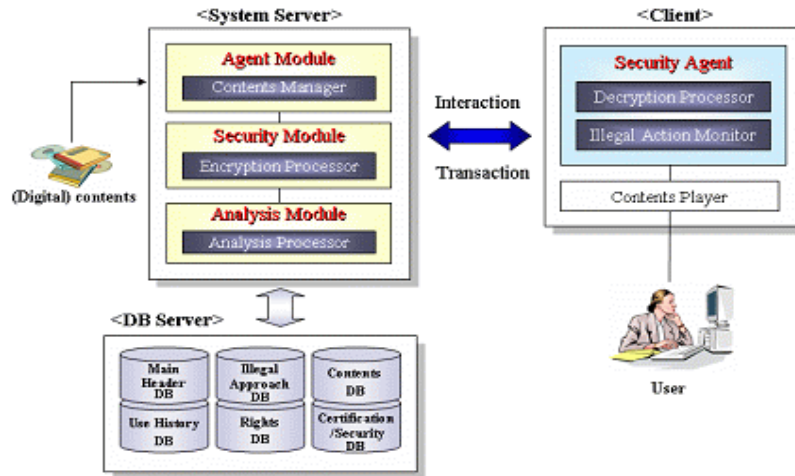 <System Server>
Agent Module
Contents Manager
Security Module
Encryption Processor
Analysis Module
Analysis Processor
(Digital) contents
Interaction
Transaction
<Client>
Security Agent
Decryption Processor
Illegal Action Monitor
Contents Player
User
<DB Server>
Main
Header
DB
Illegal
Approach
DB
Contents
DB
Use History
DB
Rights
DB
Certification
/Security
DB